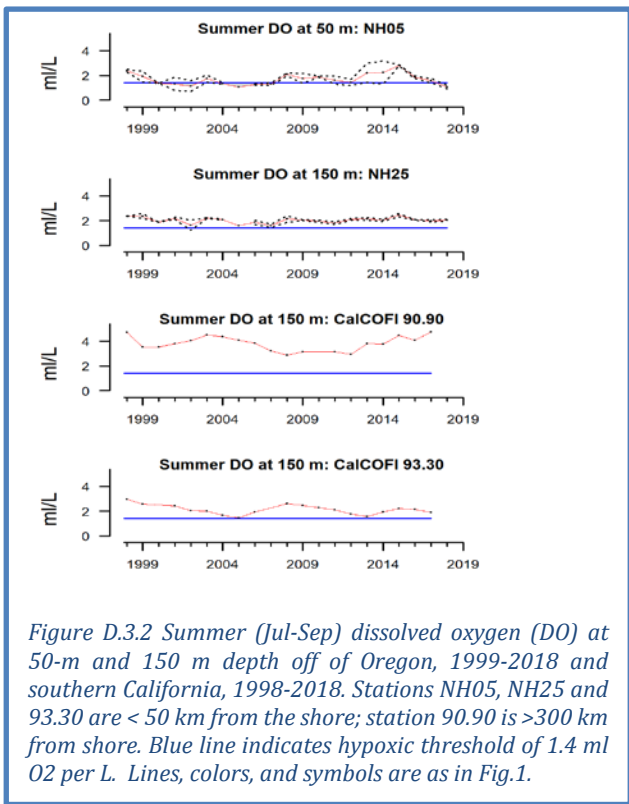 Summer DO at 50 m: NH05
ml/L
4
2
0
1999 2004 2009 2014 2019
Summer DO at 150 m: NH25
ml/L
4
2
0
1999 2004 2009 2014 2019
Summer DO at 150 m: CalCOFI 90.90
ml/L
4
2
0
1999 2004 2009 2014 2019
Summer DO at 150 m: CalCOFI 93.30
ml/L
4
2
0
1999 2004 2009 2014 2019
Figure D.3.2 Summer (Jul-Sep) dissolved oxygen (DO) at
50-m and 150 m depth off of Oregon, 1999-2018 and
southern California, 1998-2018. Stations NH05, NH25 and
93.30 are < 50 km from the shore; station 90.90 is >300 km
from shore. Blue line indicates hypoxic threshold of 1.4 ml
O2 per L. Lines, colors, and symbols are as in Fig.1.